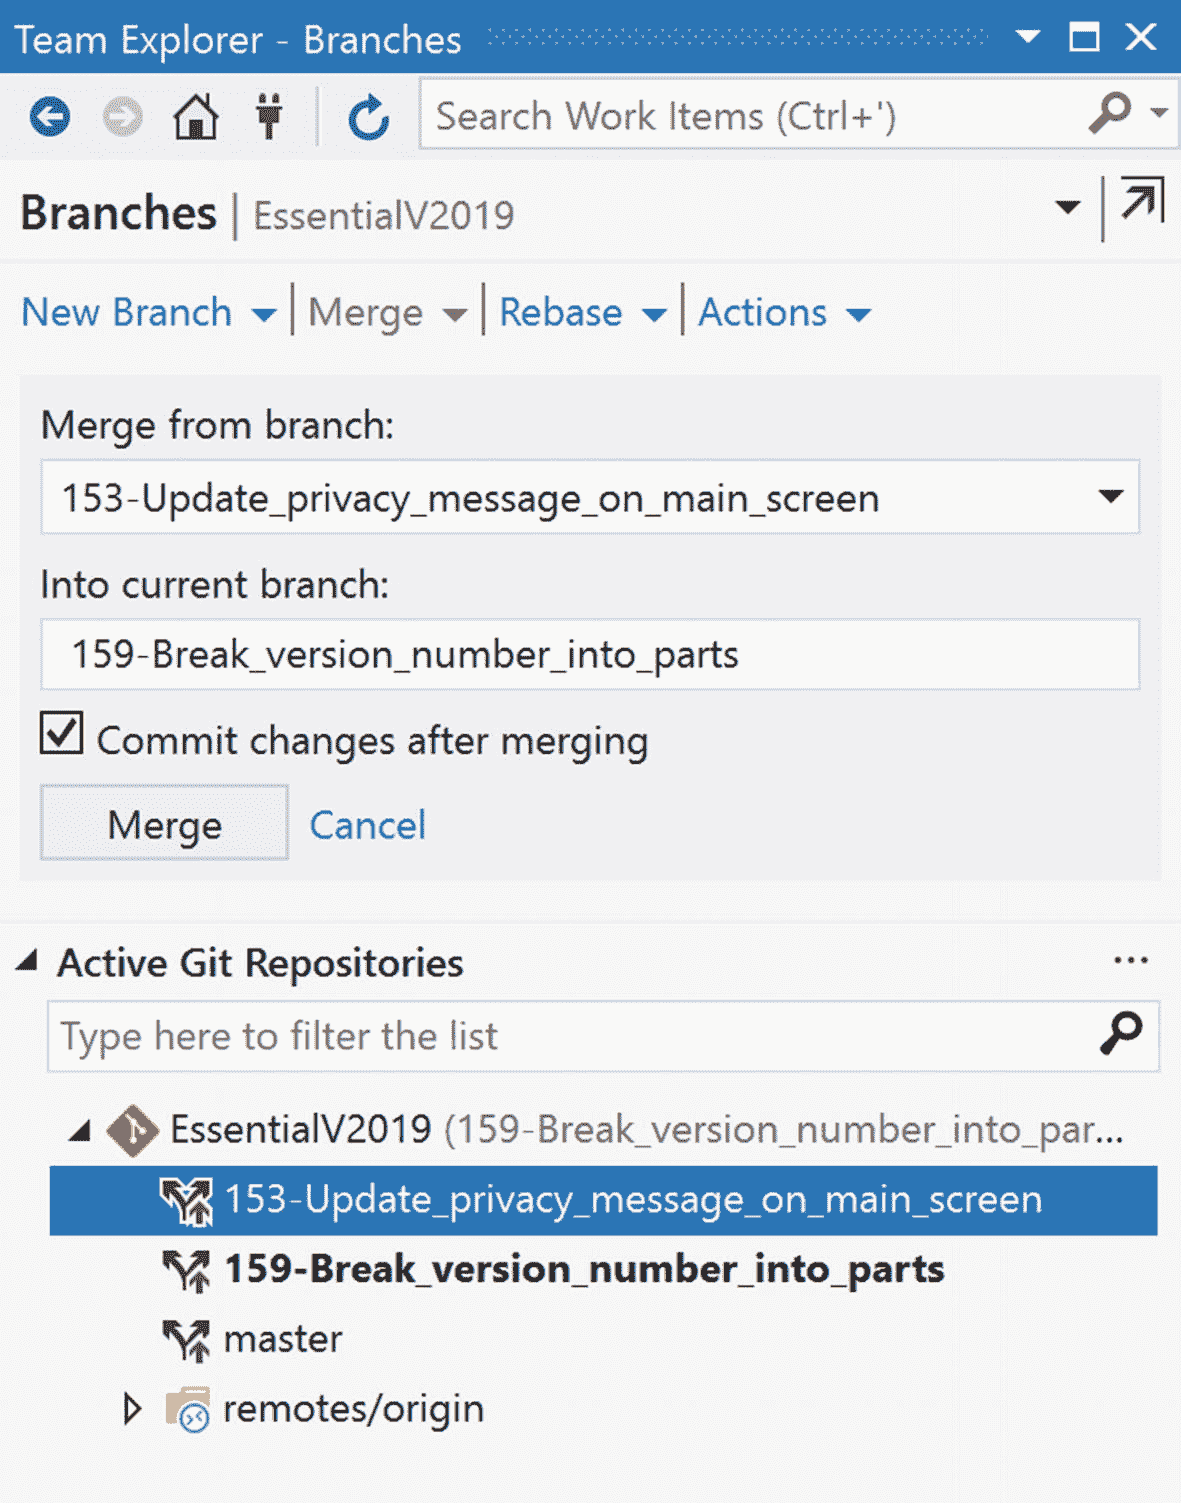 Team Explorer - Branches
Search Work Items (Ctrl+')
Branches | EssentialV2019
New Branch | Merge | Rebase | Actions
Merge from branch:
153-Update_privacy_message_on_main_screen
Into current branch:
159-Break_version_number_into_parts
Commit changes after merging
Merge Cancel
Active Git Repositories ...
Type here to filter the list
EssentialV2019 (159-Break_version_number_into_par...
153-Update_privacy_message_on_main_screen
159-Break_version_number_into_parts
master
remotes/origin